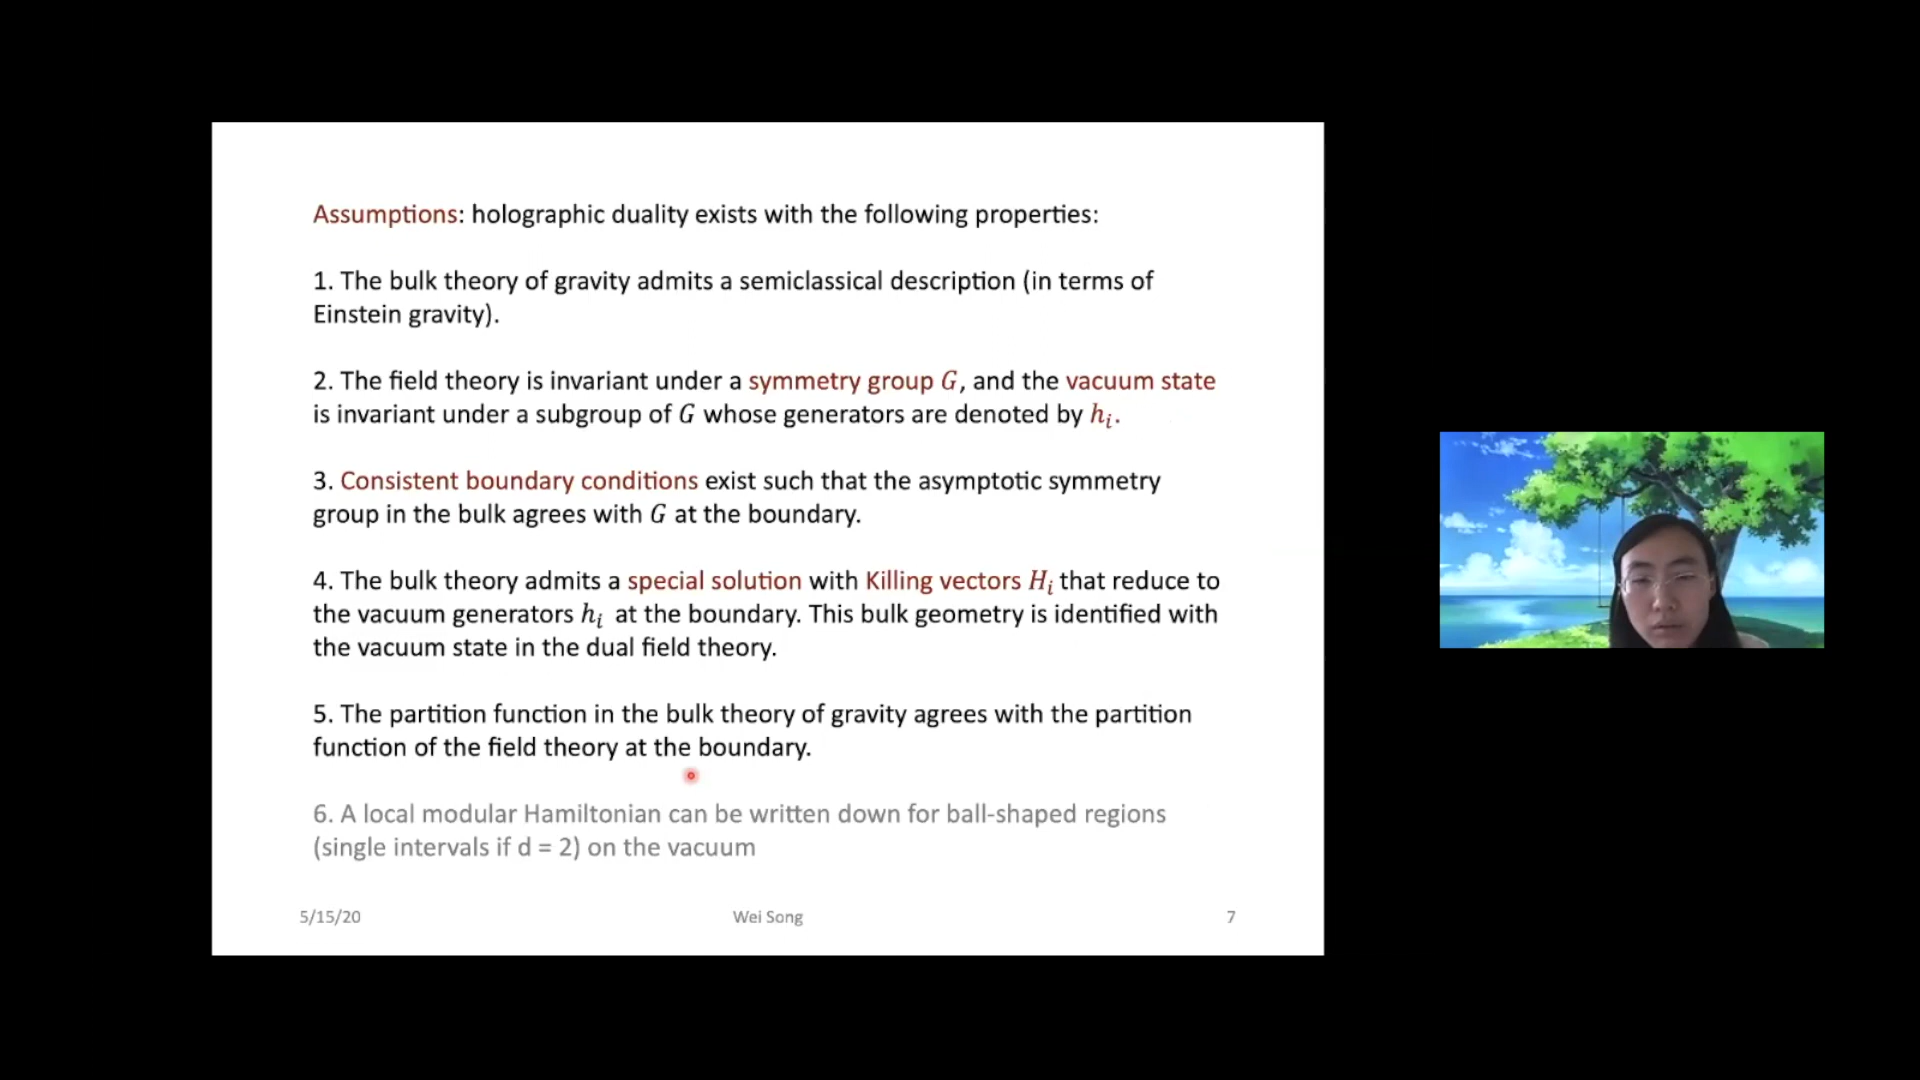 Assumptions: holographic duality exists with the following properties:
1. The bulk theory of gravity admits a semiclassical description (in terms of
Einstein gravity).
2. The field theory is invariant under a symmetry group G, and the vacuum state
is invariant under a subgroup of G whose generators are denoted by hᵢ.
3. Consistent boundary conditions exist such that the asymptotic symmetry
group in the bulk agrees with G at the boundary.
4. The bulk theory admits a special solution with Killing vectors Hᵢ that reduce to
the vacuum generators hᵢ at the boundary. This bulk geometry is identified with
the vacuum state in the dual field theory.
5. The partition function in the bulk theory of gravity agrees with the partition
function of the field theory at the boundary.
6. A local modular Hamiltonian can be written down for ball-shaped regions
(single intervals if d = 2) on the vacuum
5/15/20 Wei Song 7